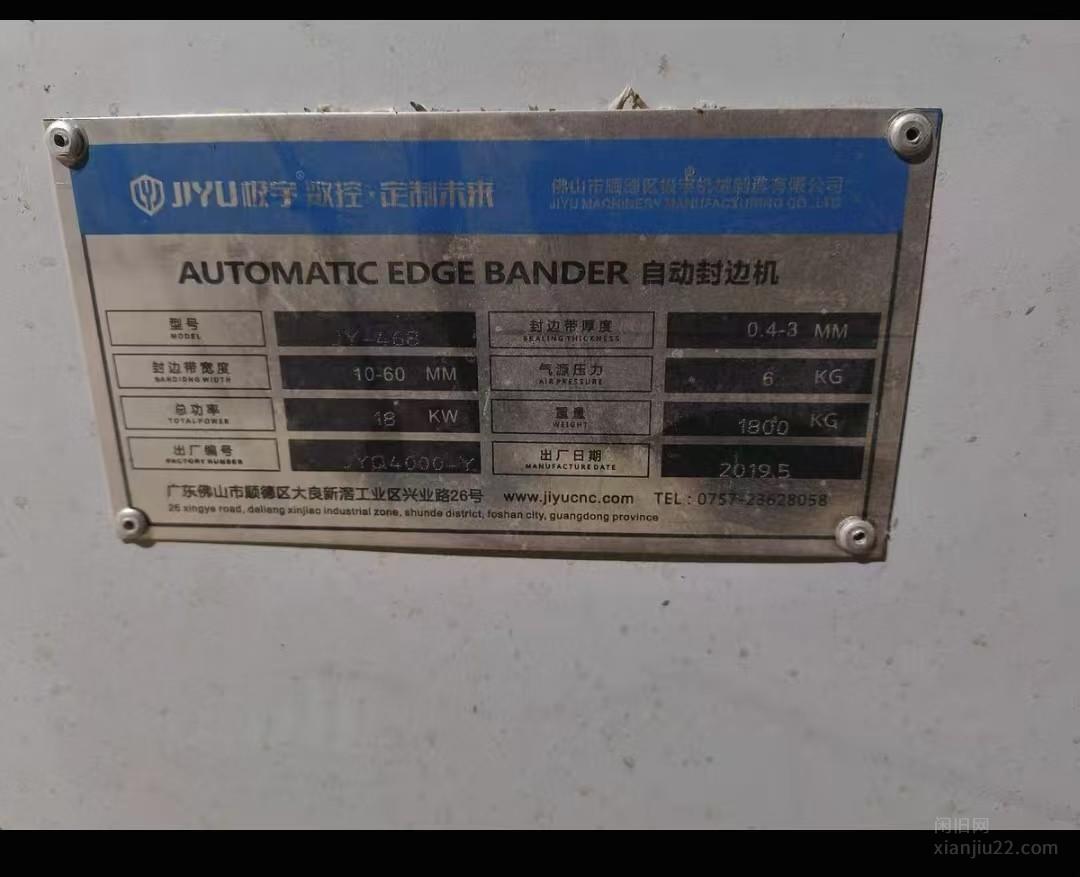 JIYU极宇® 数控·定制未来
佛山市顺德区极宇机械制造有限公司
JIYU MACHINERY MANUFACTURING CO.,LTD
AUTOMATIC EDGE BANDER 自动封边机
型号 JY-468 封边带厚度 0.4-3 MM
MODEL SEALING THICKNESS
封边带宽度 10-60 MM 气源压力 6 KG
BANDIONG WIDTH AIR PRESSURE
总功率 18 KW 重量 1800 KG
TOTAL POWER WEIGHT
出厂编号 JYQ4000-Y 出厂日期 2019.5
FACTORY NUMBER MANUFACTURE DATE
广东佛山市顺德区大良新滘工业区兴业路26号 www.jiyucnc.com TEL：0757-23628058
26 xingye road, daliang xinjiao industrial zone, shunde district, foshan city, guangdong province
闲旧网
xianjiu22.com